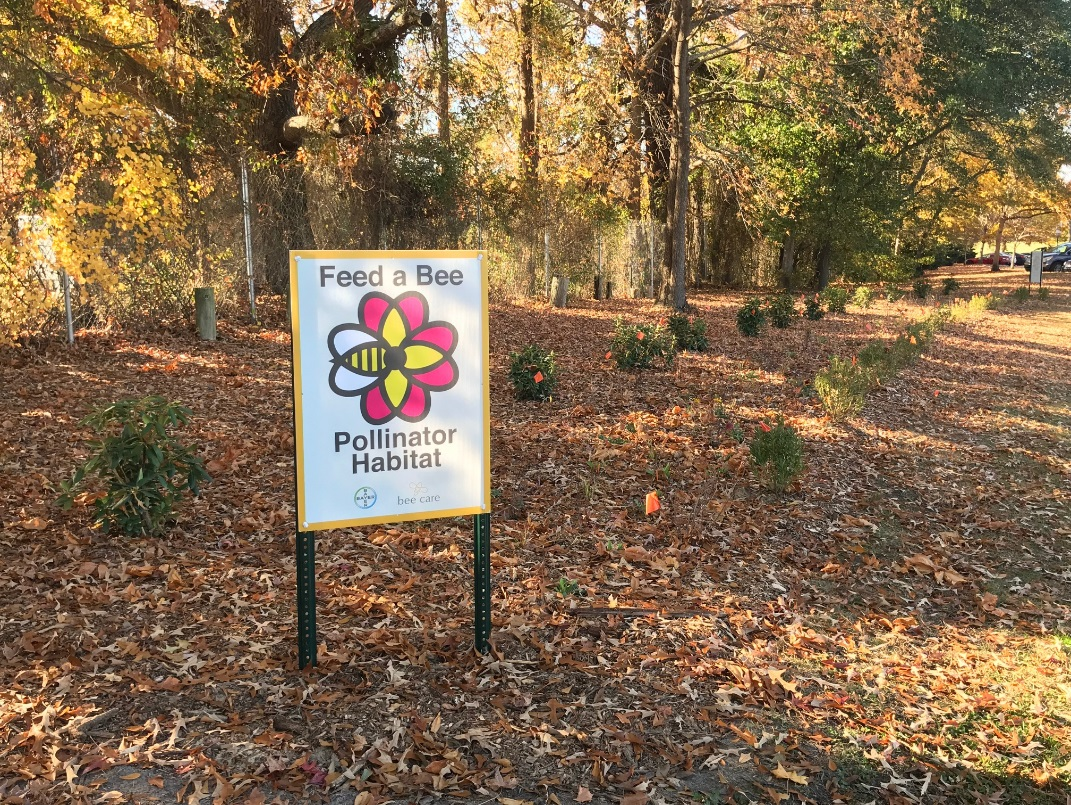 Feed a Bee
Pollinator
Habitat
BAYER
bee care